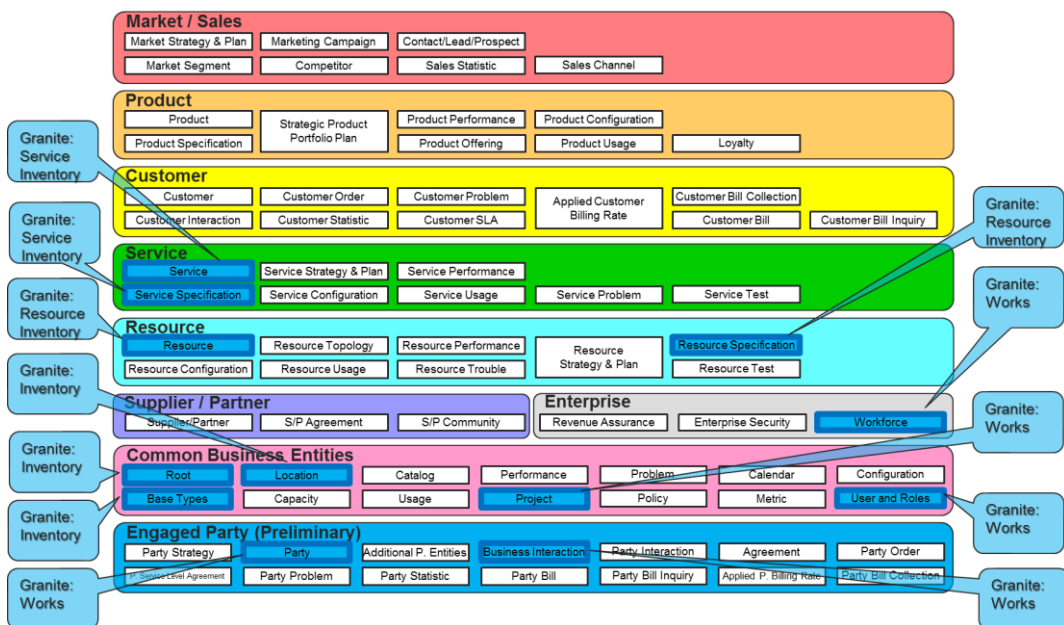 Market / Sales
Market Strategy & Plan
Marketing Campaign
Contact/Lead/Prospect
Market Segment
Competitor
Sales Statistic
Sales Channel
Product
Product
Strategic Product
Portfolio Plan
Product Performance
Product Configuration
Product Specification
Product Offering
Product Usage
Loyalty
Granite:
Service
Inventory
Customer
Customer
Customer Order
Customer Problem
Applied Customer
Billing Rate
Customer Bill Collection
Customer Interaction
Customer Statistic
Customer SLA
Customer Bill
Customer Bill Inquiry
Granite:
Service
Inventory
Granite:
Resource
Inventory
Service
Service
Service Strategy & Plan
Service Performance
Service Specification
Service Configuration
Service Usage
Service Problem
Service Test
Granite:
Resource
Inventory
Granite:
Works
Resource
Resource
Resource Topology
Resource Performance
Resource
Strategy & Plan
Resource Specification
Resource Configuration
Resource Usage
Resource Trouble
Resource Test
Granite:
Inventory
Supplier / Partner
Supplier/Partner
S/P Agreement
S/P Community
Enterprise
Revenue Assurance
Enterprise Security
Workforce
Granite:
Works
Granite:
Inventory
Common Business Entities
Root
Location
Catalog
Performance
Problem
Calendar
Configuration
Base Types
Capacity
Usage
Project
Policy
Metric
User and Roles
Granite:
Inventory
Granite:
Works
Engaged Party (Preliminary)
Party Strategy
Party
Additional P. Entities
Business Interaction
Party Interaction
Agreement
Party Order
P. Service Level Agreement
Party Problem
Party Statistic
Party Bill
Party Bill Inquiry
Applied P. Billing Rate
Party Bill Collection
Granite:
Works
Granite:
Works